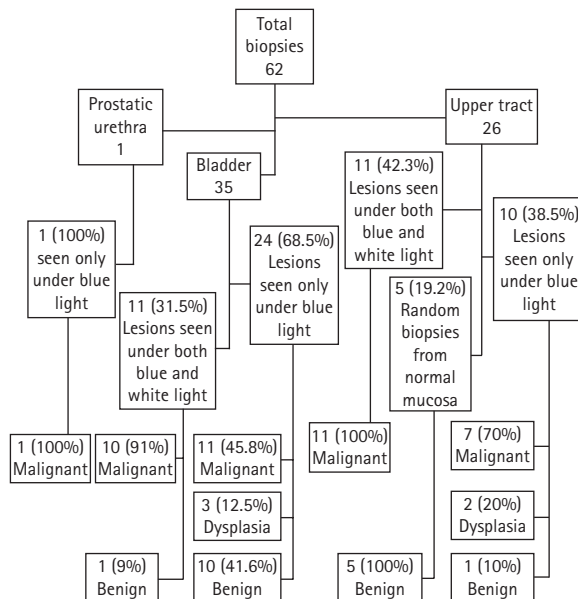 Total
biopsies
62
Prostatic
urethra
1
Upper tract
26
Bladder
35
11 (42.3%)
Lesions seen
under both
blue and
white light
10 (38.5%)
Lesions seen
only under blue
light
1 (100%)
seen only
under blue
light
24 (68.5%)
Lesions
seen only
under blue
light
11 (31.5%)
Lesions seen
under both
blue and
white light
5 (19.2%)
Random
biopsies
from
normal
mucosa
1 (100%)
Malignant
10 (91%)
Malignant
11 (45.8%)
Malignant
11 (100%)
Malignant
7 (70%)
Malignant
3 (12.5%)
Dysplasia
2 (20%)
Dysplasia
1 (9%)
Benign
10 (41.6%)
Benign
5 (100%)
Benign
1 (10%)
Benign